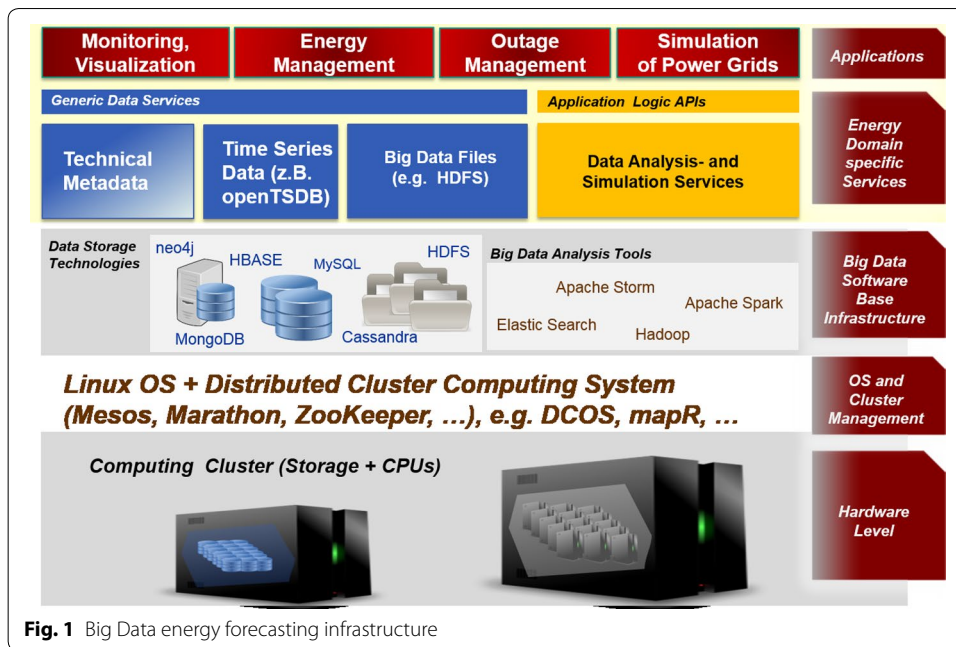 Monitoring,
Visualization
Energy
Management
Outage
Management
Simulation
of Power Grids
Applications
Generic Data Services
Application Logic APIs
Technical
Metadata
Time Series
Data (z.B.
openTSDB)
Big Data Files
(e.g. HDFS)
Data Analysis- and
Simulation Services
Energy
Domain
specific
Services
Data Storage
Technologies
neo4j
HBASE
MySQL
HDFS
MongoDB
Cassandra
Big Data Analysis Tools
Apache Storm
Apache Spark
Elastic Search
Hadoop
Big Data
Software
Base
Infrastructure
Linux OS + Distributed Cluster Computing System
(Mesos, Marathon, ZooKeeper, …), e.g. DCOS, mapR, …
OS and
Cluster
Management
Computing Cluster (Storage + CPUs)
Hardware
Level
Fig. 1 Big Data energy forecasting infrastructure